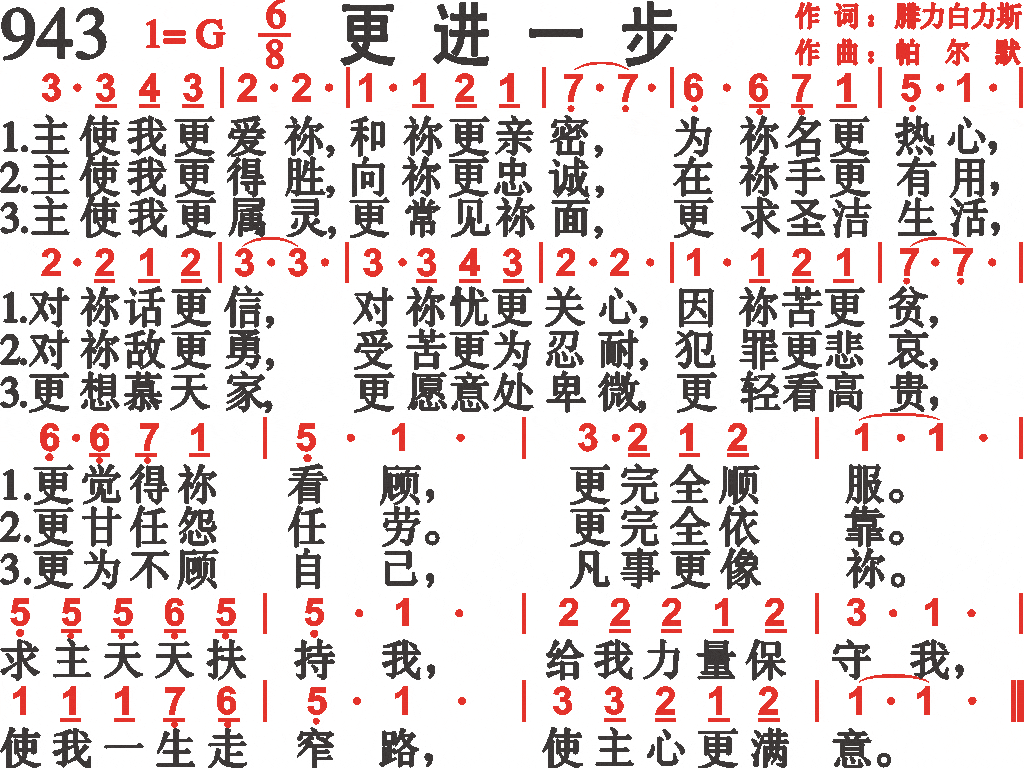 943 1=G 6/8 更进一步 作词：腓力白力斯
作曲：帕尔默
3·3 4 3|2·2·|1·1 2 1|7·7·|6·6 7 1|5·1·|
1.主使我更爱祢,和祢更亲密, 为祢名更热心,
2.主使我更得胜,向祢更忠诚, 在祢手更有用,
3.主使我更属灵,更常见祢面, 更求圣洁生活,
2·2 1 2|3·3·|3·3 4 3|2·2·|1·1 2 1|7·7·|
1.对祢话更信, 对祢忧更关心,因祢苦更贫,
2.对祢敌更勇, 受苦更为忍耐,犯罪更悲哀,
3.更想慕天家, 更愿意处卑微,更轻看高贵,
6·6 7 1|5·1·|3·2 1 2|1·1·|
1.更觉得祢看顾, 更完全顺服。
2.更甘任怨任劳。 更完全依靠。
3.更为不顾自己, 凡事更像祢。
5 5 5 6 5|5·1·|2 2 2 1 2|3·1·|
求主天天扶持我, 给我力量保守我,
1 1 1 7 6|5·1·|3 3 2 1 2|1·1·‖
使我一生走窄路, 使主心更满意。